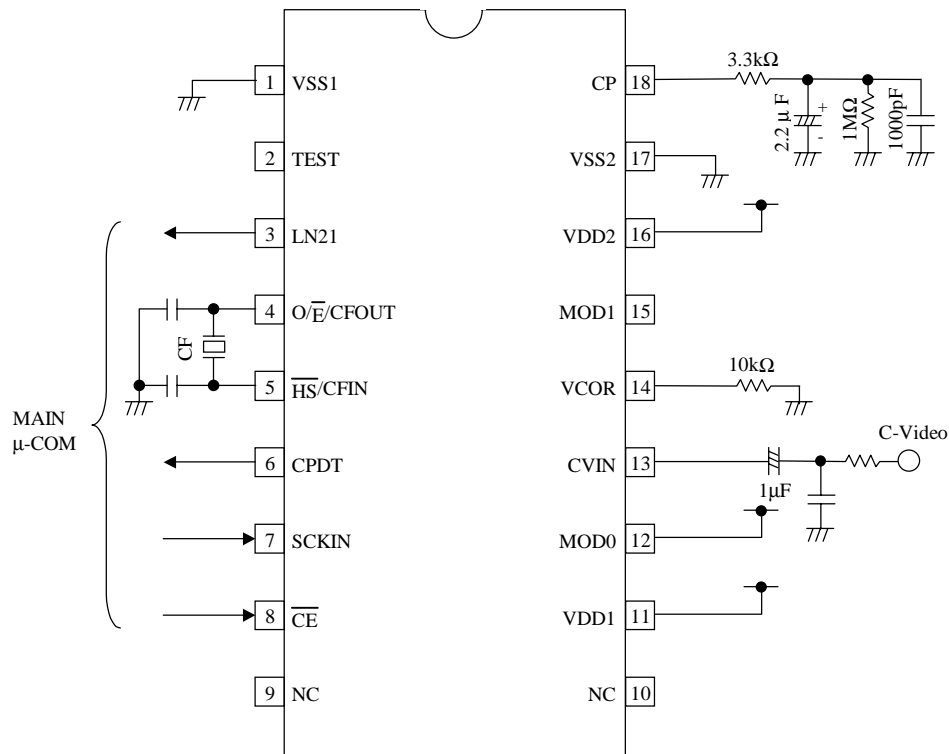 1 VSS1
2 TEST
3 LN21
4 O/E̅/CFOUT
5 H̅S̅/CFIN
6 CPDT
7 SCKIN
8 C̅E̅
9 NC
CF
MAIN
μ-COM
CP 18
VSS2 17
VDD2 16
MOD1 15
VCOR 14
CVIN 13
MOD0 12
VDD1 11
NC 10
3.3kΩ
2.2 μ F
+
-
1MΩ
1000pF
10kΩ
C-Video
1μF